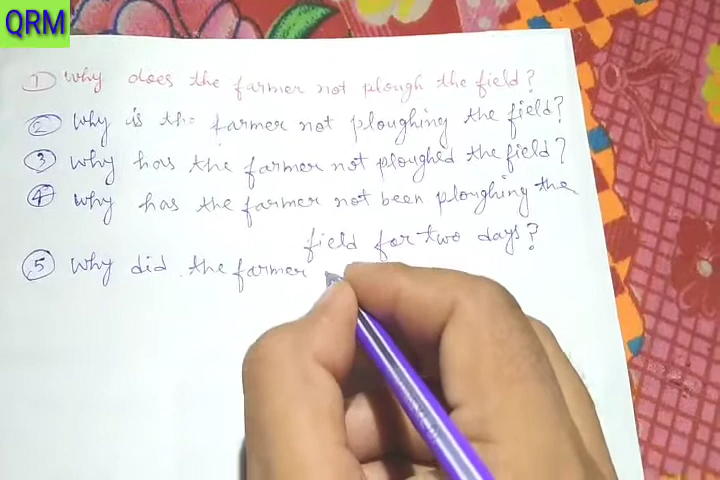 QRM
1 Why does the farmer not plough the field?
2 Why is the farmer not ploughing the field?
3 Why has the farmer not ploughed the field?
4 Why has the farmer not been ploughing the
field for two days?
5 Why did the farmer